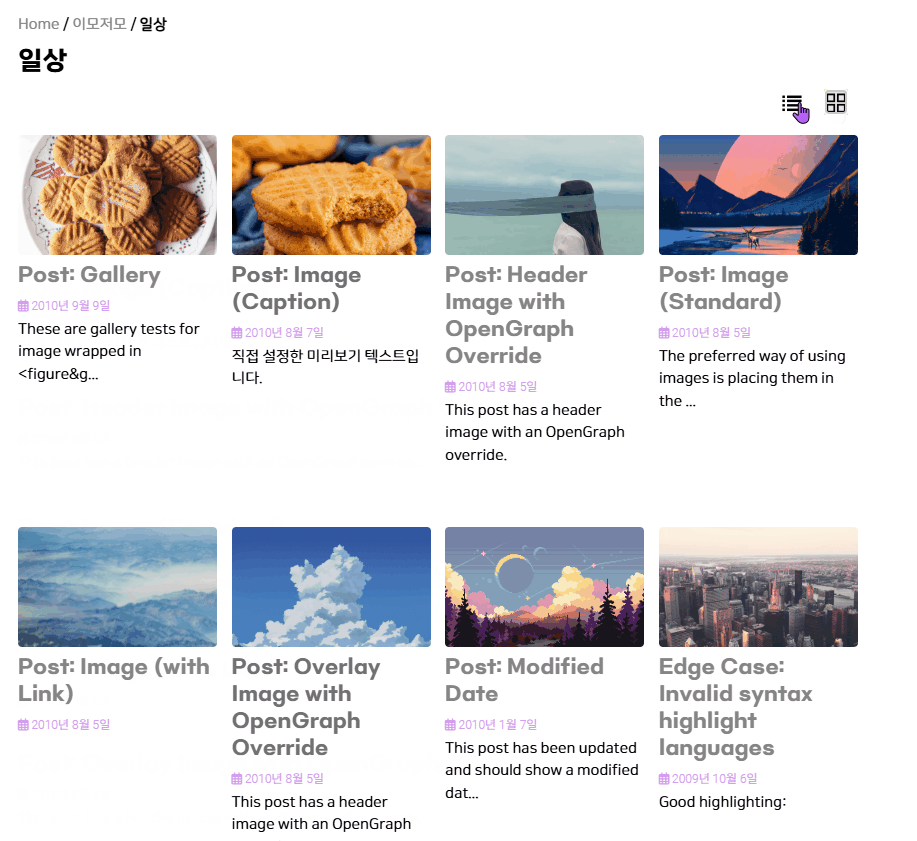 Home / 이모저모 / 일상
일상
Post: Gallery
2010년 9월 9일
These are gallery tests for
image wrapped in
<figure&g...
Post: Image
(Caption)
2010년 8월 7일
직접 설정한 미리보기 텍스트입
니다.
Post: Header
Image with
OpenGraph
Override
2010년 8월 5일
This post has a header
image with an OpenGraph
override.
Post: Image
(Standard)
2010년 8월 5일
The preferred way of using
images is placing them in
the ...
Post: Image (with
Link)
2010년 8월 5일
Post: Overlay
Image with
OpenGraph
Override
2010년 8월 5일
This post has a header
image with an OpenGraph
Post: Modified
Date
2010년 1월 7일
This post has been updated
and should show a modified
dat...
Edge Case:
Invalid syntax
highlight
languages
2009년 10월 6일
Good highlighting: